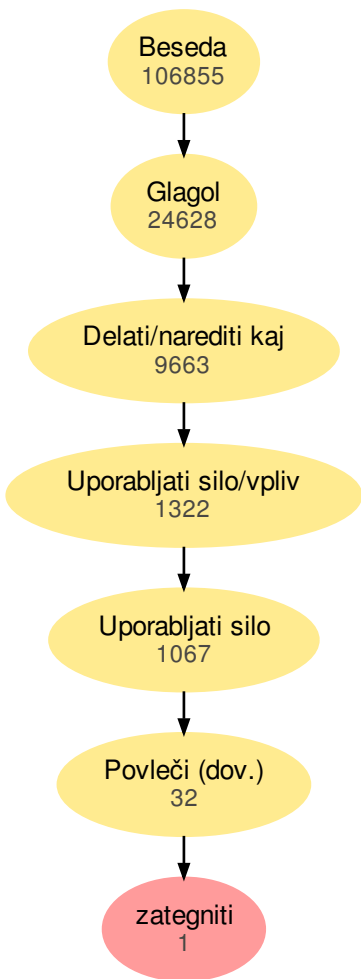 Beseda
106855
Glagol
24628
Delati/narediti kaj
9663
Uporabljati silo/vpliv
1322
Uporabljati silo
1067
Povleči (dov.)
32
zategniti
1